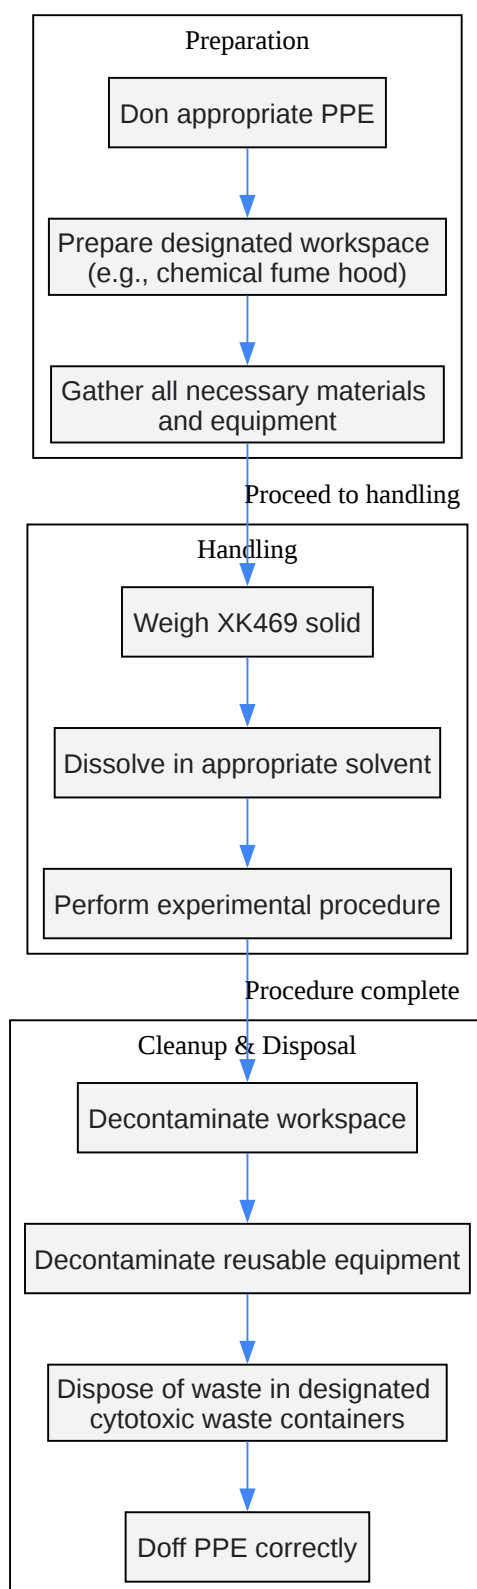 Preparation
Don appropriate PPE
Prepare designated workspace
(e.g., chemical fume hood)
Gather all necessary materials
and equipment
Proceed to handling
Handling
Weigh XK469 solid
Dissolve in appropriate solvent
Perform experimental procedure
Procedure complete
Cleanup & Disposal
Decontaminate workspace
Decontaminate reusable equipment
Dispose of waste in designated
cytotoxic waste containers
Doff PPE correctly